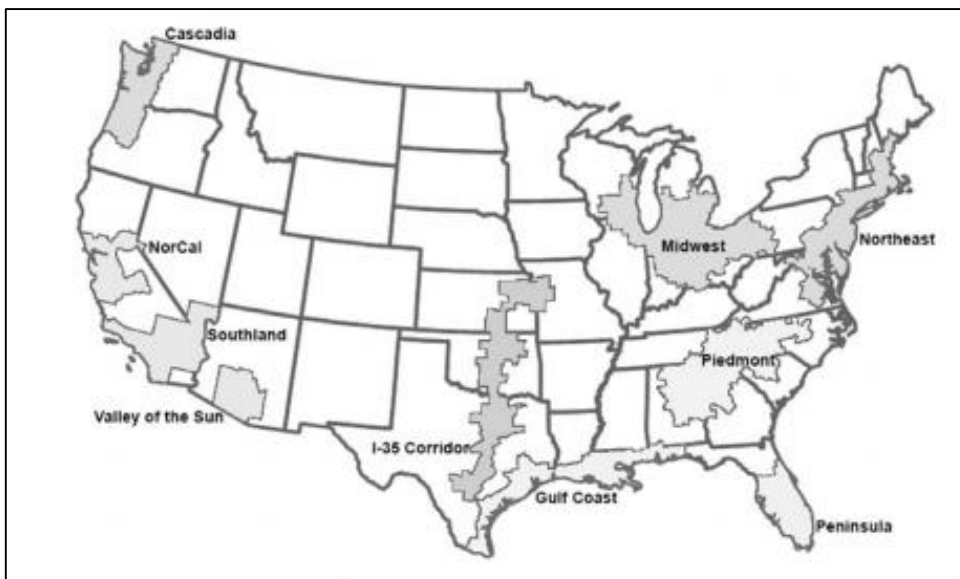 Cascadia
NorCal
Midwest
Northeast
Southland
Piedmont
Valley of the Sun
I-35 Corridor
Gulf Coast
Peninsula